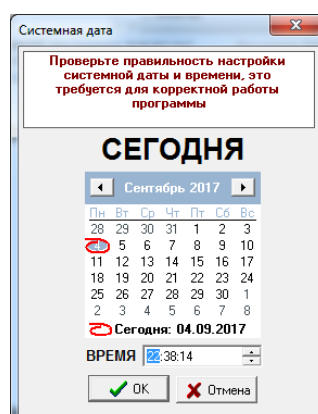 Системная дата
Проверьте правильность настройки
системной даты и времени, это
требуется для корректной работы
программы
СЕГОДНЯ
Сентябрь 2017
Пн Вт Ср Чт Пт Сб Вс
28 29 30 31 1 2 3
4 5 6 7 8 9 10
11 12 13 14 15 16 17
18 19 20 21 22 23 24
25 26 27 28 29 30 1
2 3 4 5 6 7 8
Сегодня: 04.09.2017
ВРЕМЯ 22:38:14
OK Отмена